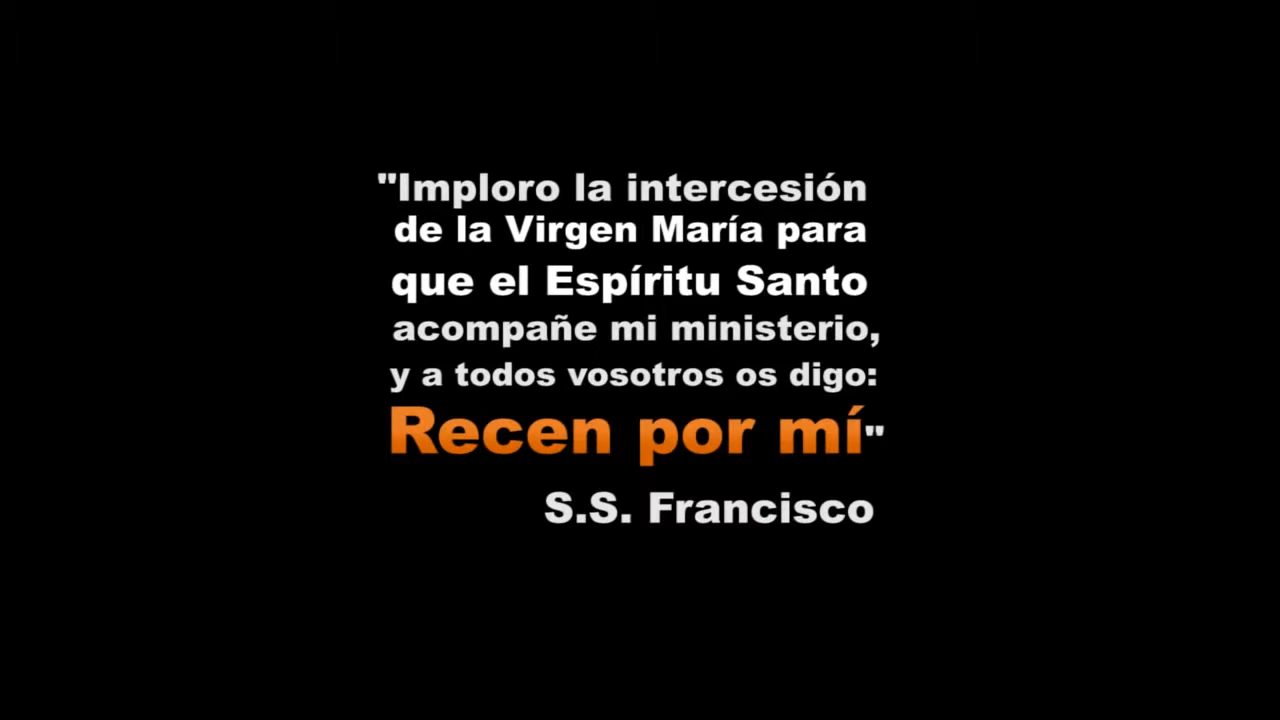 "Imploro la intercesión
de la Virgen María para
que el Espíritu Santo
acompañe mi ministerio,
y a todos vosotros os digo:
Recen por mí"
S.S. Francisco